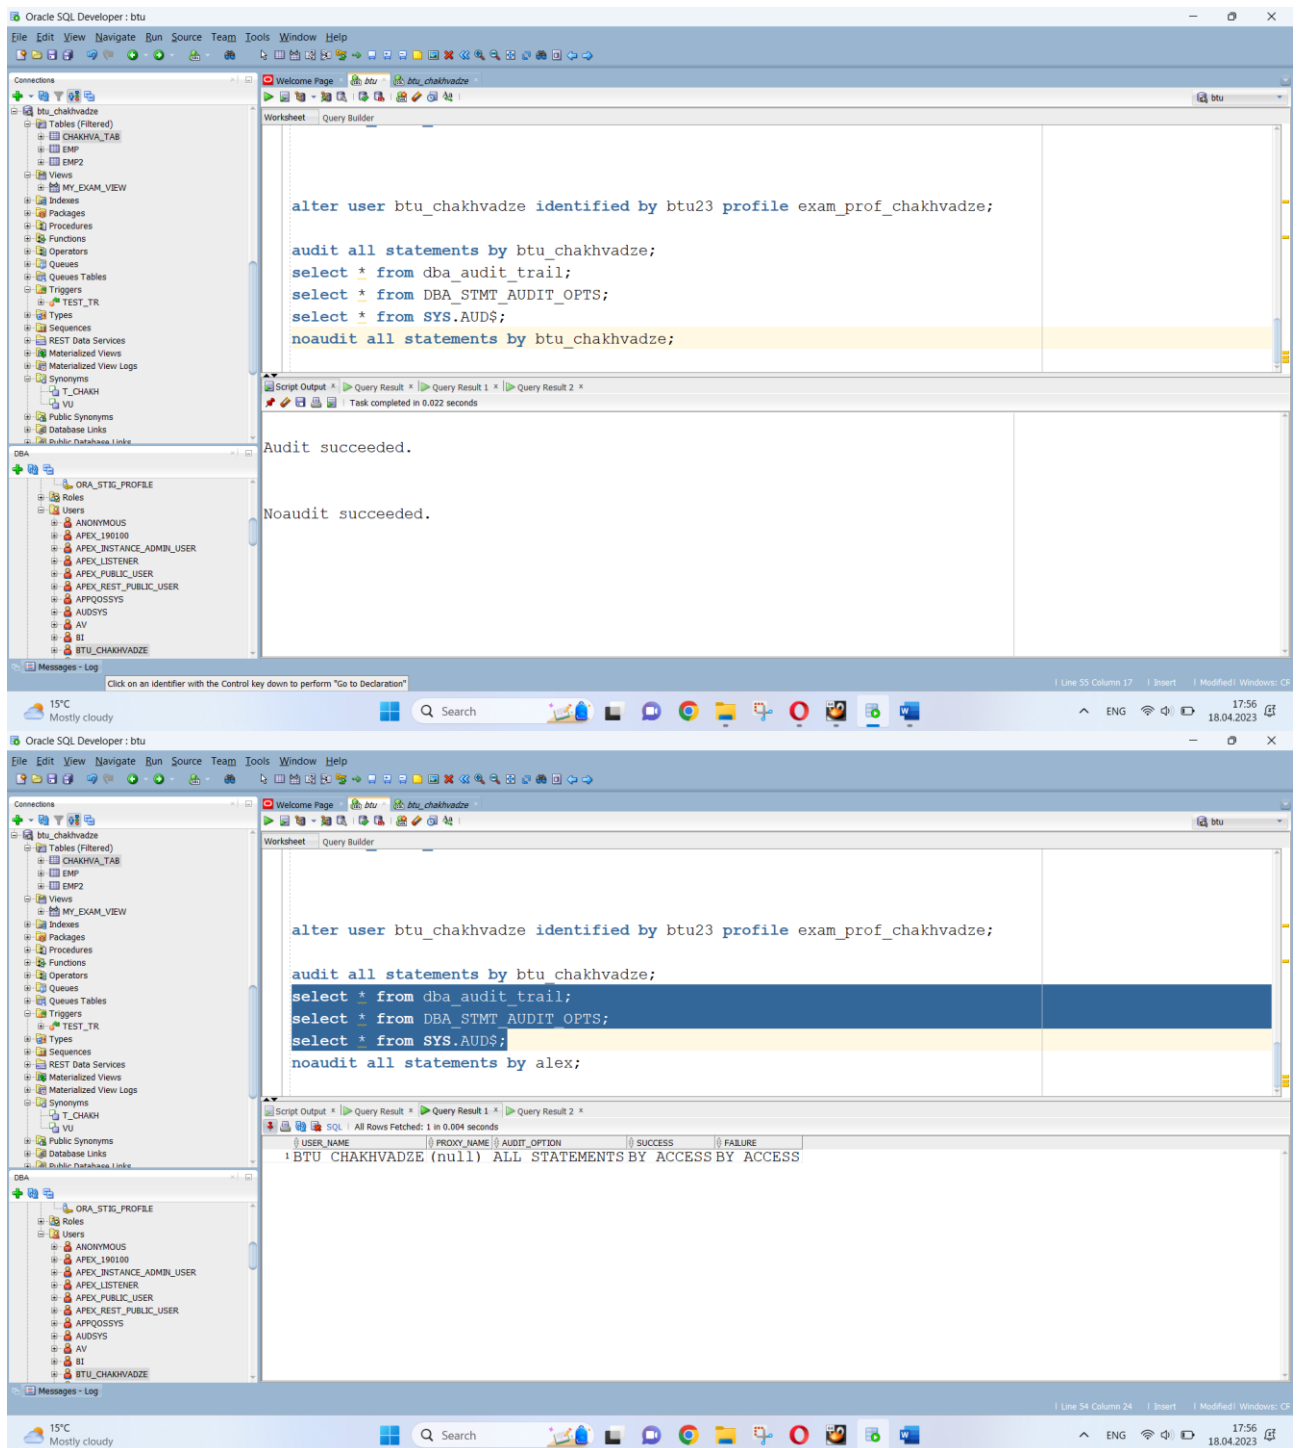 Oracle SQL Developer : btu
File Edit View Navigate Run Source Team Tools Window Help
Connections
Welcome Page btu btu_chakhvadze
btu
btu_chakhvadze
Tables (Filtered)
CHAKHVA_TAB
EMP
EMP2
Views
MY_EXAM_VIEW
Indexes
Packages
Procedures
Functions
Operators
Queues
Queues Tables
Triggers
TEST_TR
Types
Sequences
REST Data Services
Materialized Views
Materialized View Logs
Synonyms
T_CHAKH
VU
Public Synonyms
Database Links
Public Database Links
Worksheet Query Builder
alter user btu_chakhvadze identified by btu23 profile exam_prof_chakhvadze;
audit all statements by btu_chakhvadze;
select * from dba_audit_trail;
select * from DBA_STMT_AUDIT_OPTS;
select * from SYS.AUD$;
noaudit all statements by btu_chakhvadze;
Script Output Query Result Query Result 1 Query Result 2
Task completed in 0.022 seconds
Audit succeeded.
Noaudit succeeded.
DBA
ORA_STIG_PROFILE
Roles
Users
ANONYMOUS
APEX_190100
APEX_INSTANCE_ADMIN_USER
APEX_LISTENER
APEX_PUBLIC_USER
APEX_REST_PUBLIC_USER
APPQOSSYS
AUDSYS
AV
BI
BTU_CHAKHVADZE
Messages - Log
Click on an identifier with the Control key down to perform "Go to Declaration"
Line 55 Column 17 Insert Modified Windows: CR
15°C
Mostly cloudy
Search
ENG
17:56
18.04.2023
Oracle SQL Developer : btu
File Edit View Navigate Run Source Team Tools Window Help
Connections
Welcome Page btu btu_chakhvadze
btu
btu_chakhvadze
Tables (Filtered)
CHAKHVA_TAB
EMP
EMP2
Views
MY_EXAM_VIEW
Indexes
Packages
Procedures
Functions
Operators
Queues
Queues Tables
Triggers
TEST_TR
Types
Sequences
REST Data Services
Materialized Views
Materialized View Logs
Synonyms
T_CHAKH
VU
Public Synonyms
Database Links
Public Database Links
Worksheet Query Builder
alter user btu_chakhvadze identified by btu23 profile exam_prof_chakhvadze;
audit all statements by btu_chakhvadze;
select * from dba_audit_trail;
select * from DBA_STMT_AUDIT_OPTS;
select * from SYS.AUD$;
noaudit all statements by alex;
Script Output Query Result Query Result 1 Query Result 2
SQL All Rows Fetched: 1 in 0.004 seconds
USER_NAME PROXY_NAME AUDIT_OPTION SUCCESS FAILURE
1 BTU_CHAKHVADZE (null) ALL STATEMENTS BY ACCESS BY ACCESS
DBA
ORA_STIG_PROFILE
Roles
Users
ANONYMOUS
APEX_190100
APEX_INSTANCE_ADMIN_USER
APEX_LISTENER
APEX_PUBLIC_USER
APEX_REST_PUBLIC_USER
APPQOSSYS
AUDSYS
AV
BI
BTU_CHAKHVADZE
Messages - Log
Line 54 Column 24 Insert Modified Windows: CR
15°C
Mostly cloudy
Search
ENG
17:56
18.04.2023